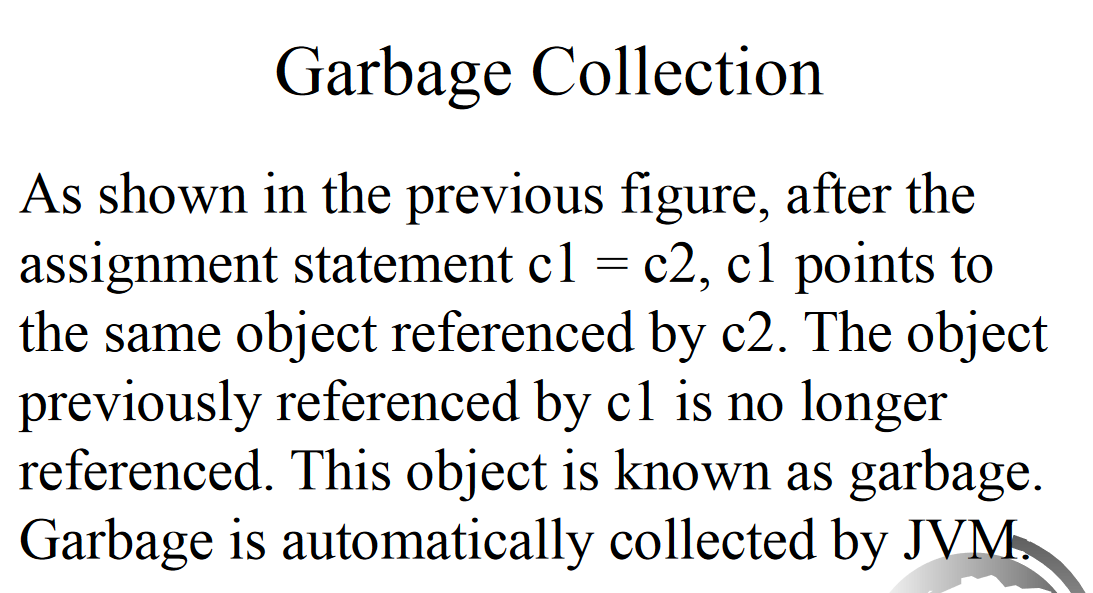 Garbage Collection
As shown in the previous figure, after the
assignment statement c1 = c2, c1 points to
the same object referenced by c2. The object
previously referenced by c1 is no longer
referenced. This object is known as garbage.
Garbage is automatically collected by JVM.